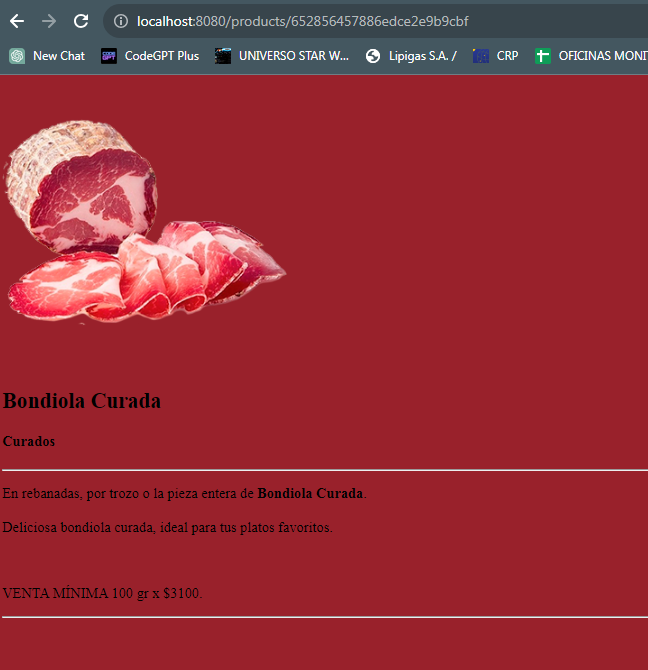 localhost:8080/products/652856457886edce2e9b9cbf
New Chat CodeGPT Plus UNIVERSO STAR W... Lipigas S.A. / CRP OFICINAS MONI
Bondiola Curada
Curados
En rebanadas, por trozo o la pieza entera de Bondiola Curada.
Deliciosa bondiola curada, ideal para tus platos favoritos.
VENTA MÍNIMA 100 gr x $3100.